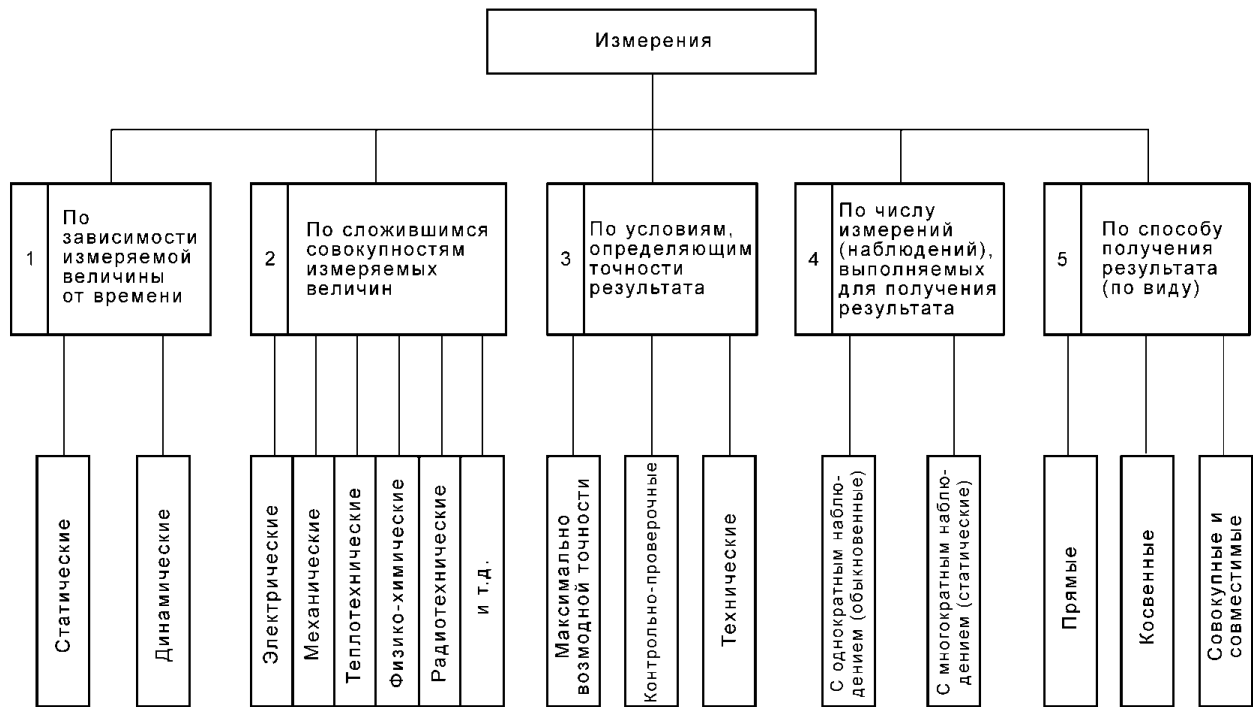 Измерения
1
По
зависимости
измеряемой
величины
от времени
2
По сложившимся
совокупностям
измеряемых
величин
3
По условиям,
определяющим
точности
результата
4
По числу
измерений
(наблюдений),
выполняемых
для получения
результата
5
По способу
получения
результата
(по виду)
Статические
Динамические
Электрические
Механические
Теплотехнические
Физико-химические
Радиотехнические
и т.д.
Максимально
возмодной точности
Контрольно-проверочные
Технические
С однократным наблю-
дением (обыкновенные)
С многократным наблю-
дением (статические)
Прямые
Косвенные
Совокупные и
совместимые